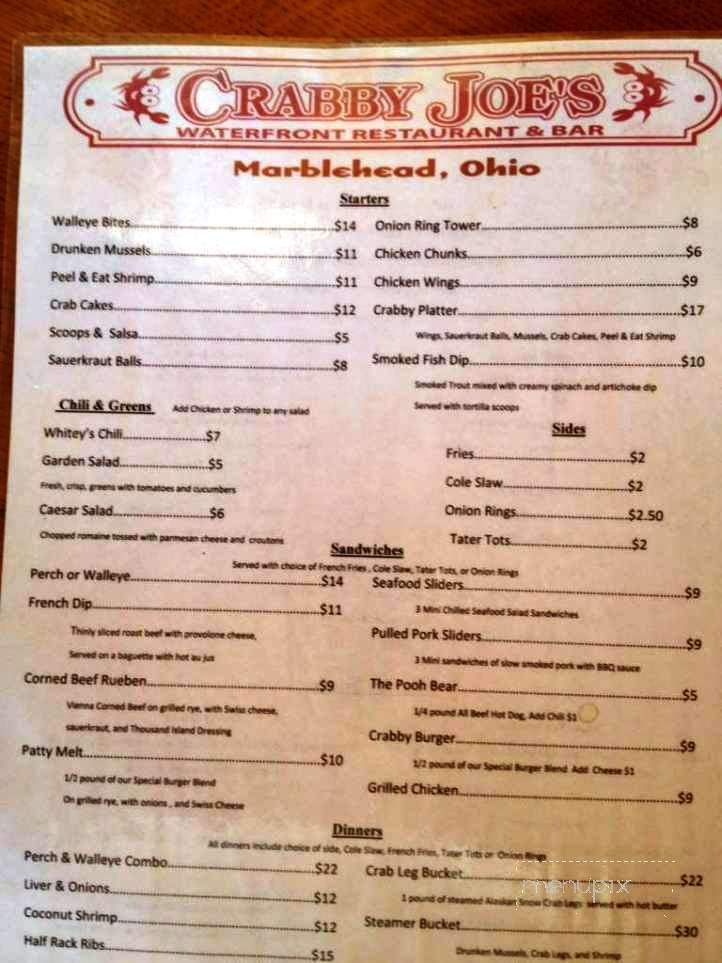 CRABBY JOE'S
WATERFRONT RESTAURANT & BAR
Marblehead, Ohio
Starters
Walleye Bites $14
Drunken Mussels $11
Peel & Eat Shrimp $11
Crab Cakes $12
Scoops & Salsa $5
Sauerkraut Balls $8
Onion Ring Tower $8
Chicken Chunks $6
Chicken Wings $9
Crabby Platter $17
Wings, Sauerkraut Balls, Mussels, Crab Cakes, Peel & Eat Shrimp
Smoked Fish Dip $10
Smoked Trout mixed with creamy spinach and artichoke dip
Served with tortilla scoops
Chili & Greens Add Chicken or Shrimp to any salad
Whitey's Chili $7
Garden Salad $5
Fresh, crisp, greens with tomatoes and cucumbers
Caesar Salad $6
Chopped romaine tossed with parmesan cheese and croutons
Sides
Fries $2
Cole Slaw $2
Onion Rings $2.50
Tater Tots $2
Sandwiches
Served with choice of French Fries , Cole Slaw, Tater Tots, or Onion Rings
Perch or Walleye $14
French Dip $11
Thinly sliced roast beef with provolone cheese,
Served on a baguette with hot au jus
Corned Beef Rueben $9
Vienna Corned Beef on grilled rye, with Swiss cheese,
sauerkraut, and Thousand Island Dressing
Patty Melt $10
1/2 pound of our Special Burger Blend
On grilled rye, with onions , and Swiss Cheese
Seafood Sliders $9
3 Mini Chilled Seafood Salad Sandwiches
Pulled Pork Sliders $9
3 Mini sandwiches of slow smoked pork with BBQ sauce
The Pooh Bear $5
1/4 pound All Beef Hot Dog, Add Chili $1
Crabby Burger $9
1/2 pound of our Special Burger Blend Add Cheese $1
Grilled Chicken $9
Dinners
All dinners include choice of side, Cole Slaw, French Fries, Tater Tots or Onion Rings
Perch & Walleye Combo $22
Liver & Onions $12
Coconut Shrimp $12
Half Rack Ribs $15
Crab Leg Bucket $22
1 pound of steamed Alaskan Snow Crab Legs served with hot butter
Steamer Bucket $30
Drunken Mussels, Crab Legs, and Shrimp
menupix